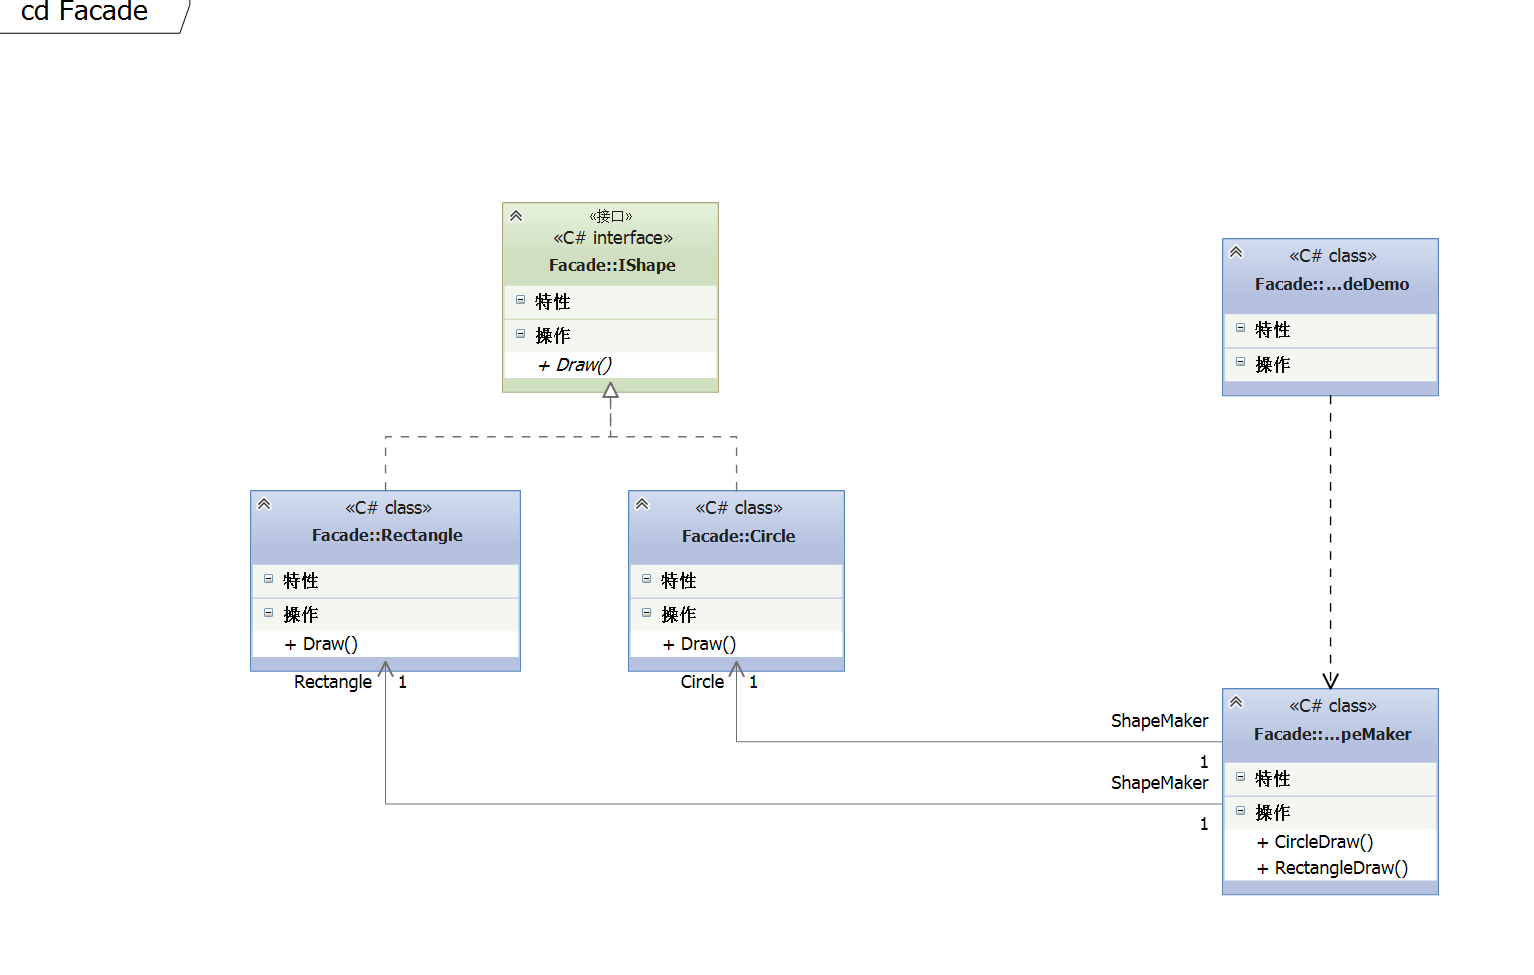 cd Facade
«接口»
«C# interface»
Facade::IShape
特性
操作
+ Draw()
«C# class»
Facade::...deDemo
特性
操作
«C# class»
Facade::Rectangle
特性
操作
+ Draw()
Rectangle
1
«C# class»
Facade::Circle
特性
操作
+ Draw()
Circle
1
ShapeMaker
1
ShapeMaker
1
«C# class»
Facade::...peMaker
特性
操作
+ CircleDraw()
+ RectangleDraw()